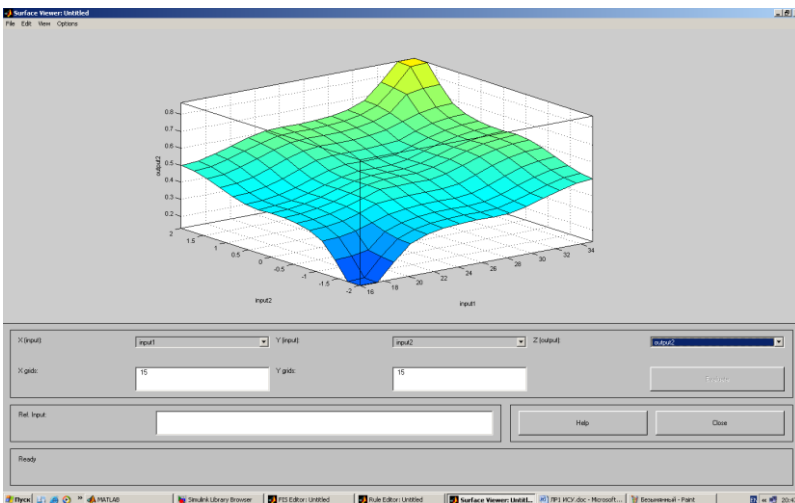 Surface Viewer: Untitled
File Edit View Options
0.8
0.7
0.6
0.5
0.4
0.3
0.2
output2
2
1.5
1
0.5
0
-0.5
-1
-1.5
-2
input2
16
18
20
22
24
26
28
30
32
34
input1
X (input): input1 Y (input): input2 Z (output): output2
X grids: 15 Y grids: 15
Ref. Input:
Help Close
Ready
Пуск MATLAB Simulink Library Browser FIS Editor: Untitled Rule Editor: Untitled Surface Viewer: Untitl... ПР1 ИСУ.doc - Microsoft... Безымянный - Paint